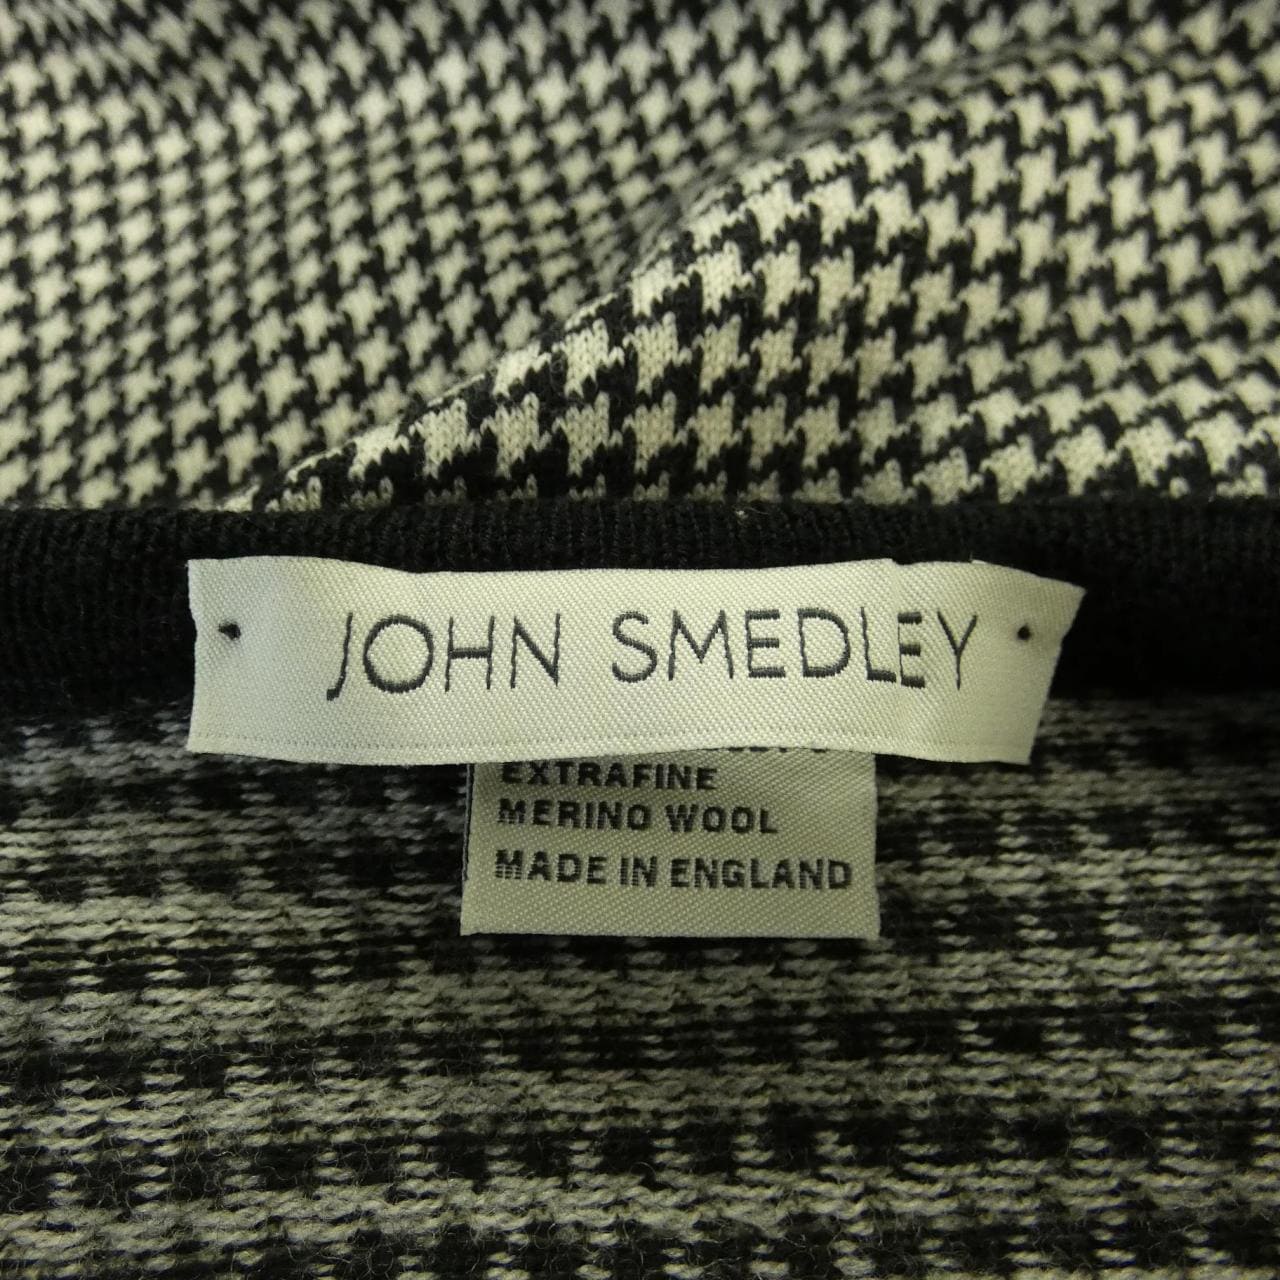 JOHN SMEDLEY
EXTRAFINE
MERINO WOOL
MADE IN ENGLAND